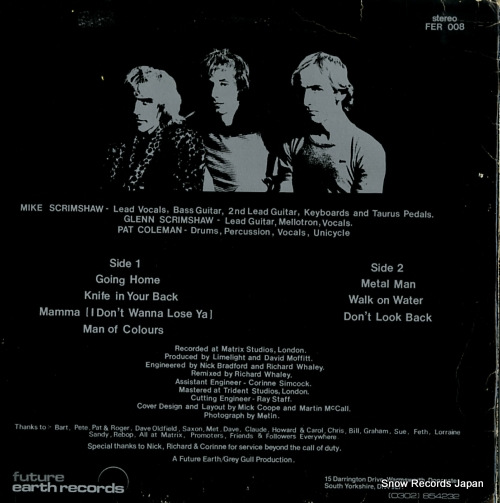 stereo
FER 008
MIKE SCRIMSHAW - Lead Vocals, Bass Guitar, 2nd Lead Guitar, Keyboards and Taurus Pedals.
GLENN SCRIMSHAW - Lead Guitar, Mellotron, Vocals.
PAT COLEMAN - Drums, Percussion, Vocals, Unicycle
Side 1
Going Home
Knife in Your Back
Mamma [I Don't Wanna Lose Ya]
Man of Colours
Side 2
Metal Man
Walk on Water
Don't Look Back
Recorded at Matrix Studios, London.
Produced by Limelight and David Moffitt.
Engineered by Nick Bradford and Richard Whaley.
Remixed by Richard Whaley.
Assistant Engineer - Corinne Simcock.
Mastered at Trident Studios, London.
Cutting Engineer - Ray Staff.
Cover Design and Layout by Mick Coope and Martin McCall.
Photograph by Metin.
Thanks to > Bart, Pete, Pat & Roger, Dave Oldfield, Saxon, Met, Dave, Claude, Howard & Carol, Chris, Bill, Graham, Sue, Feth, Lorraine
Sandy, Rebop, All at Matrix, Promoters, Friends & Followers Everywhere
Special thanks to Nick, Richard & Corinne for service beyond the call of duty.
A Future Earth/Grey Gull Production.
future
earth records
15 Darrington Drive,
South Yorkshire,
Snow Records Japan
(0302) 854232